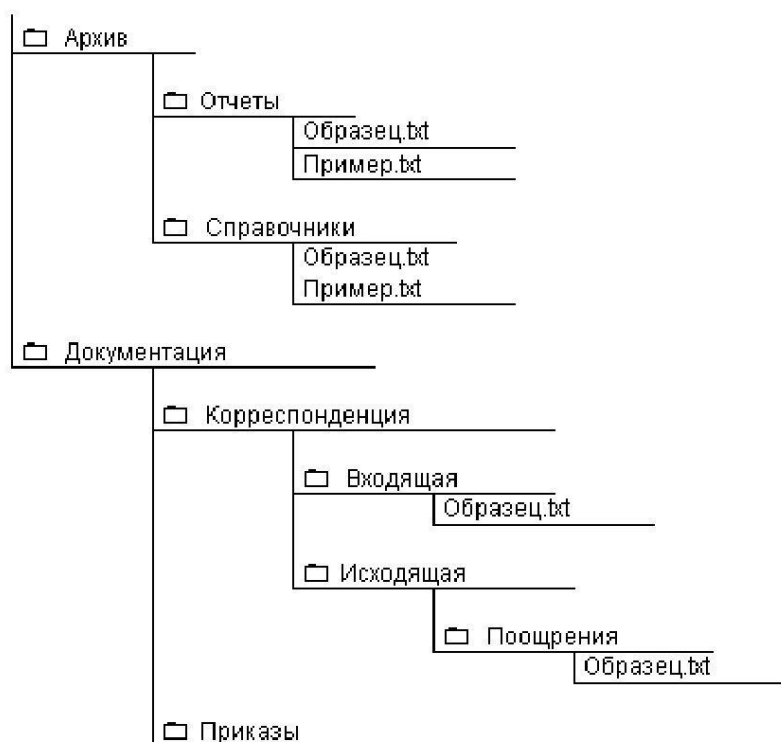 Архив
Отчеты
Образец.txt
Пример.txt
Справочники
Образец.txt
Пример.txt
Документация
Корреспонденция
Входящая
Образец.txt
Исходящая
Поощрения
Образец.txt
Приказы